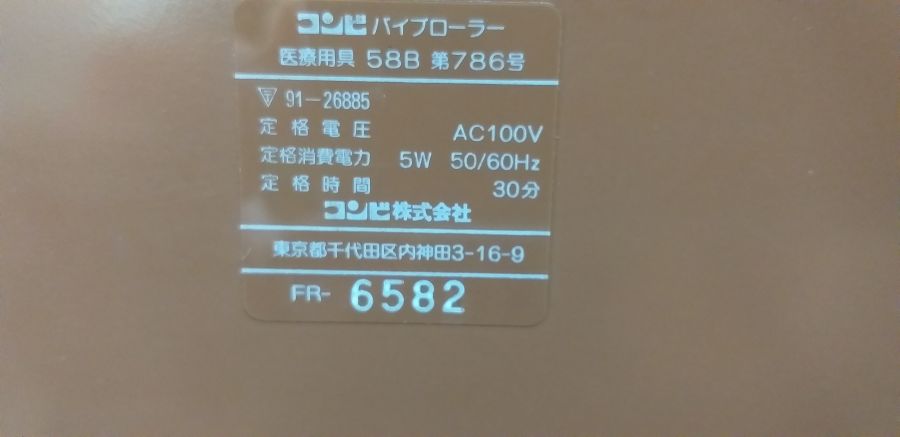 コンビ バイブローラー
医療用具 58B 第786号
〒 91-26885
定格電圧 AC100V
定格消費電力 5W 50/60Hz
定格時間 30分
コンビ株式会社
東京都千代田区内神田3-16-9
FR- 6582